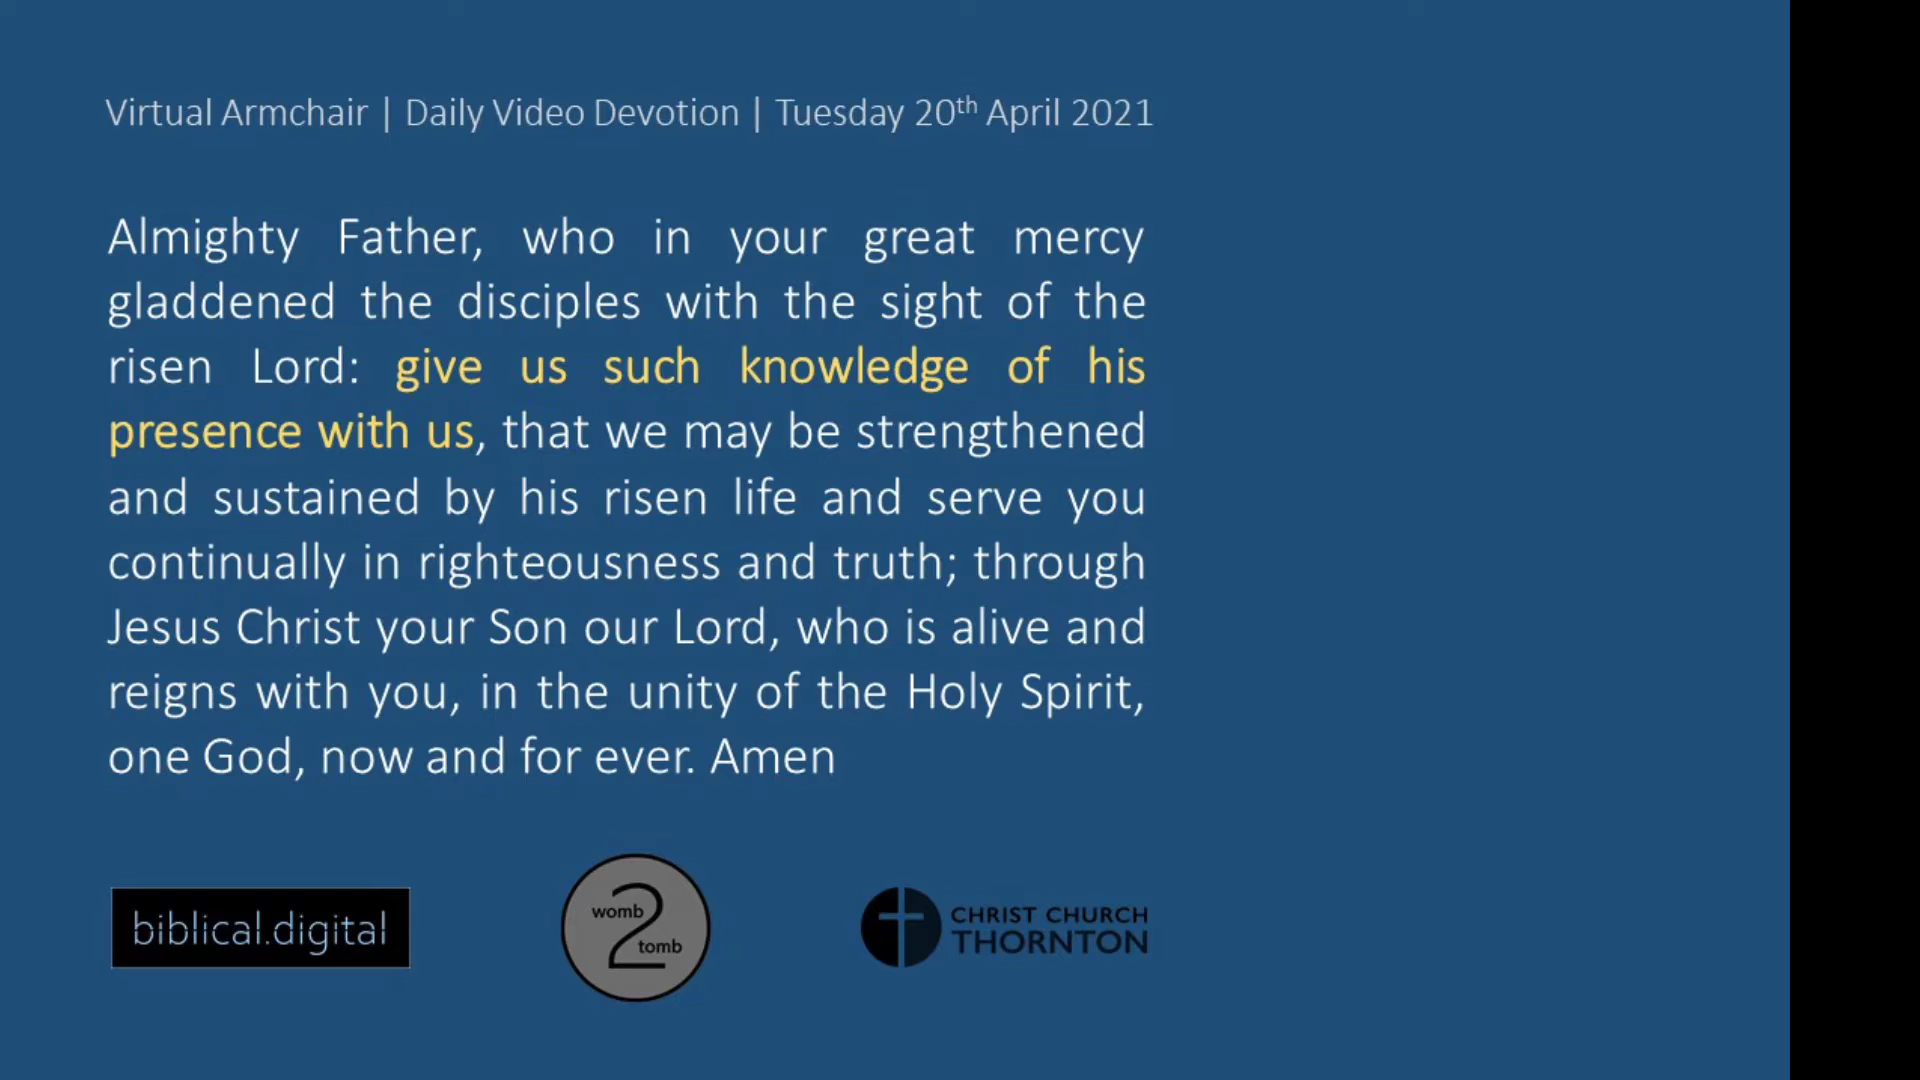 Virtual Armchair | Daily Video Devotion | Tuesday 20th April 2021
Almighty Father, who in your great mercy
gladdened the disciples with the sight of the
risen Lord: give us such knowledge of his
presence with us, that we may be strengthened
and sustained by his risen life and serve you
continually in righteousness and truth; through
Jesus Christ your Son our Lord, who is alive and
reigns with you, in the unity of the Holy Spirit,
one God, now and for ever. Amen
biblical.digital
womb
2
tomb
CHRIST CHURCH
THORNTON